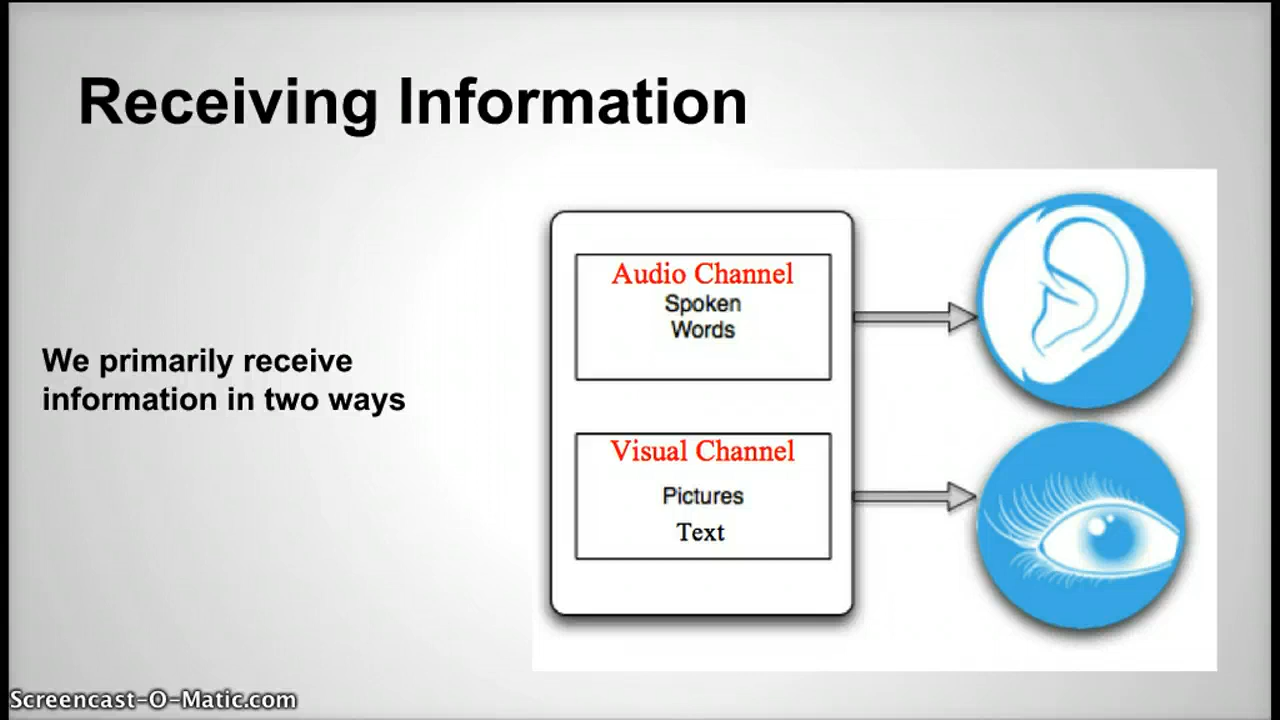 Receiving Information
We primarily receive
information in two ways
Audio Channel
Spoken
Words
Visual Channel
Pictures
Text
Screencast-O-Matic.com